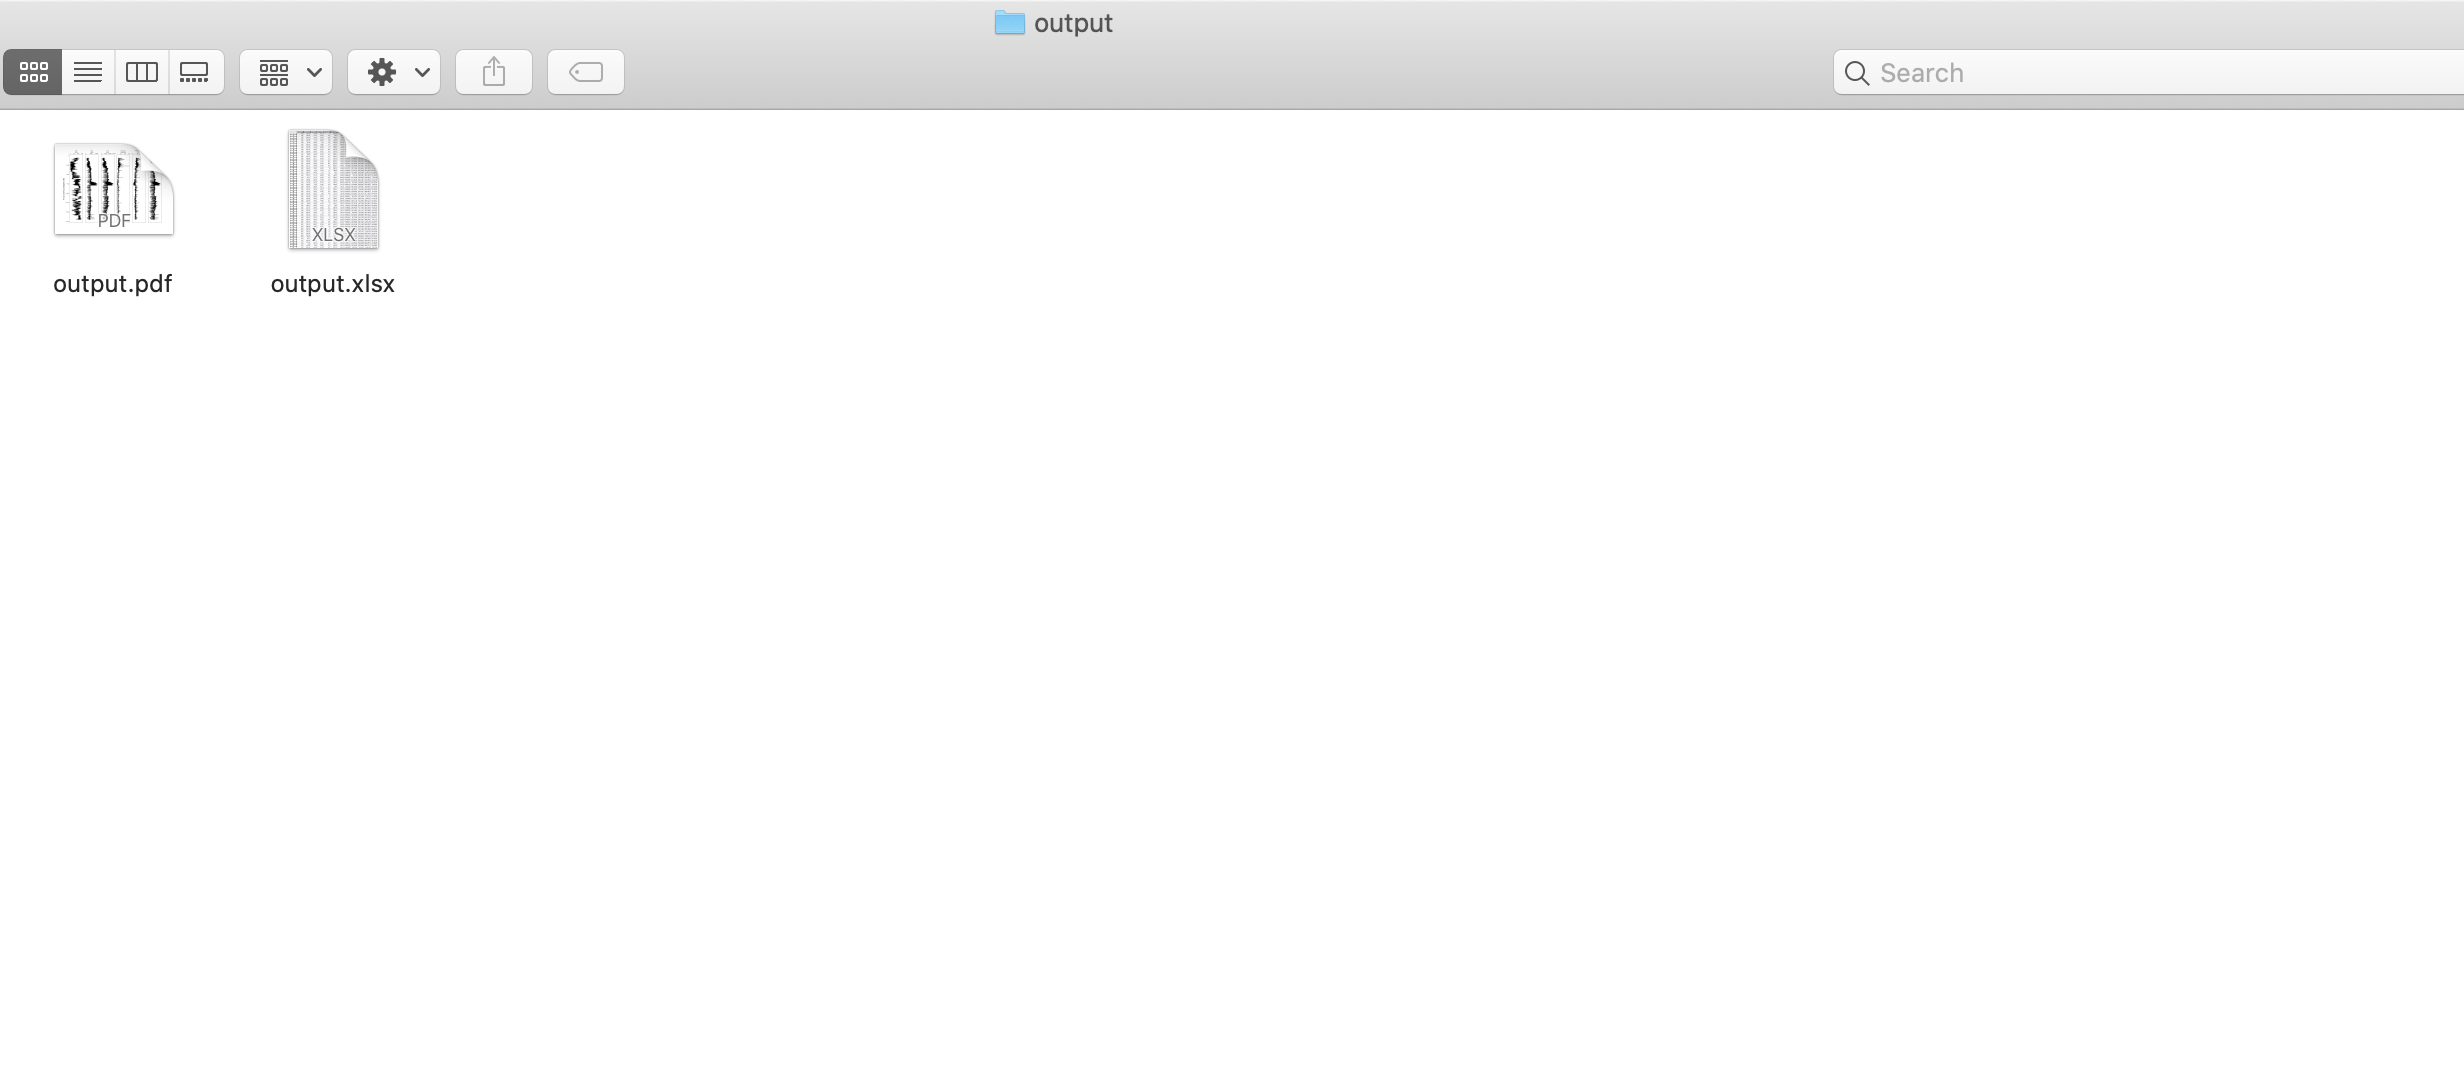 output
Search
PDF
XLSX
output.pdf
output.xlsx